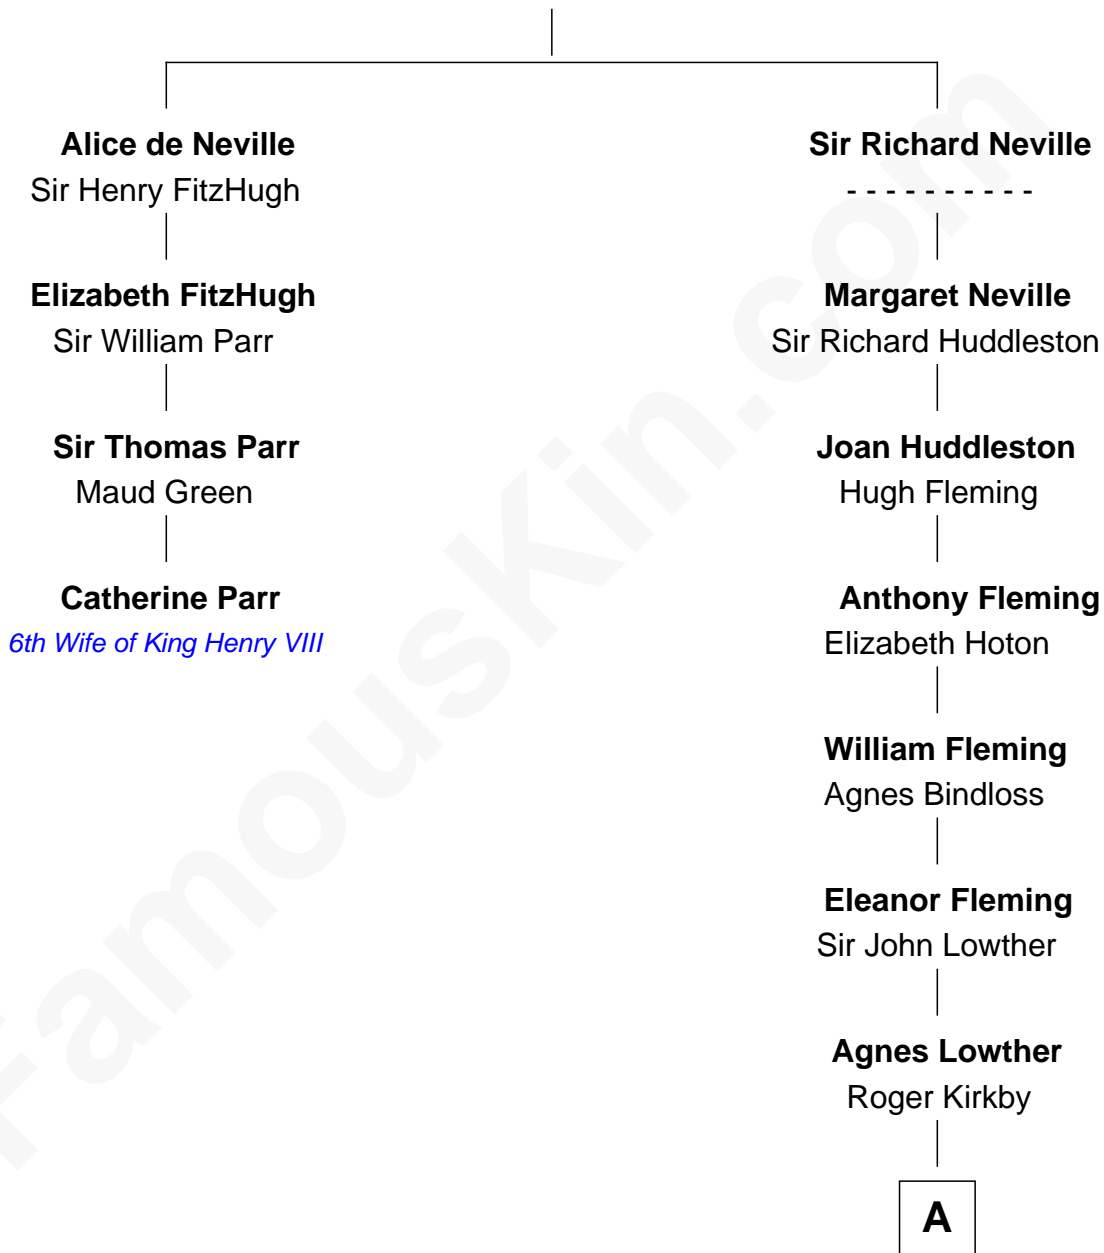 Alice de Neville
Sir Henry FitzHugh
Elizabeth FitzHugh
Sir William Parr
Sir Thomas Parr
Maud Green
Catherine Parr
6th Wife of King Henry VIII
Sir Richard Neville
- - - - - - - - - -
Margaret Neville
Sir Richard Huddleston
Joan Huddleston
Hugh Fleming
Anthony Fleming
Elizabeth Hoton
William Fleming
Agnes Bindloss
Eleanor Fleming
Sir John Lowther
Agnes Lowther
Roger Kirkby
A
FamousKin.com